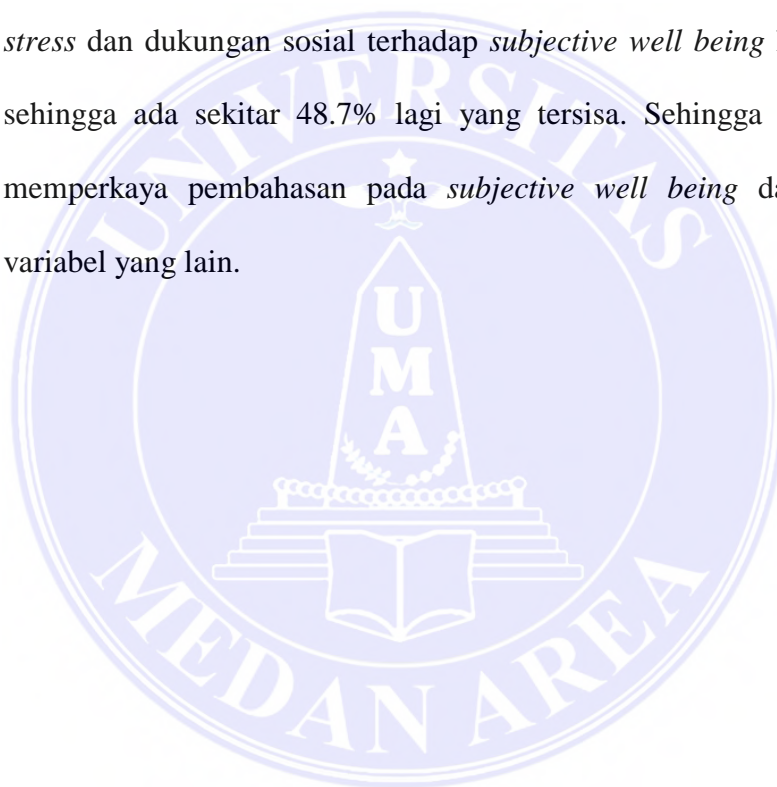 stress dan dukungan sosial terhadap subjective well being
sehingga ada sekitar 48.7% lagi yang tersisa. Sehingga
memperkaya pembahasan pada subjective well being
variabel yang lain.
UNIVERSITAS
U
M
A
MEDAN AREA